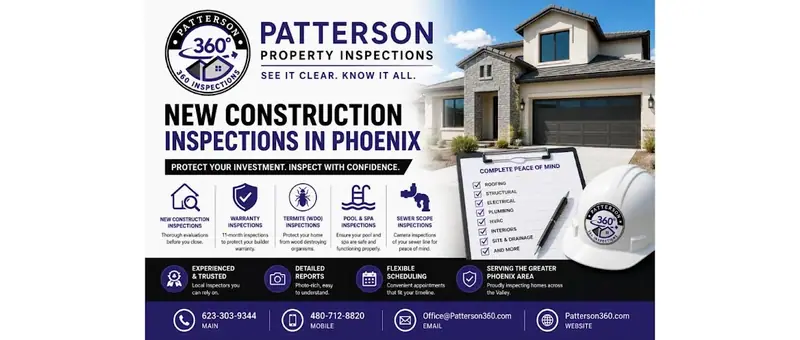 PATTERSON
360°
360 INSPECTIONS
PATTERSON
PROPERTY INSPECTIONS
SEE IT CLEAR. KNOW IT ALL.
NEW CONSTRUCTION
INSPECTIONS IN PHOENIX
PROTECT YOUR INVESTMENT. INSPECT WITH CONFIDENCE.
NEW CONSTRUCTION
INSPECTIONS
Thorough evaluations
before you close.
WARRANTY
INSPECTIONS
11-month inspections
to protect your builder
warranty.
TERMITE (WDO)
INSPECTIONS
Protect your home
from wood destroying
organisms.
POOL & SPA
INSPECTIONS
Ensure your pool and
spa are safe and
functioning properly.
SEWER SCOPE
INSPECTIONS
Camera inspections
of your sewer line for
peace of mind.
COMPLETE PEACE OF MIND
ROOFING
STRUCTURAL
ELECTRICAL
PLUMBING
HVAC
INTERIORS
SITE & DRAINAGE
AND MORE
PATTERSON
360°
EXPERIENCED
& TRUSTED
Local inspectors you
can rely on.
DETAILED
REPORTS
Photo-rich, easy
to understand.
FLEXIBLE
SCHEDULING
Convenient appointments
that fit your timeline.
SERVING THE GREATER
PHOENIX AREA
Proudly inspecting homes across
the Valley.
623-303-9344
MAIN
480-712-8820
MOBILE
Office@Patterson360.com
EMAIL
Patterson360.com
WEBSITE